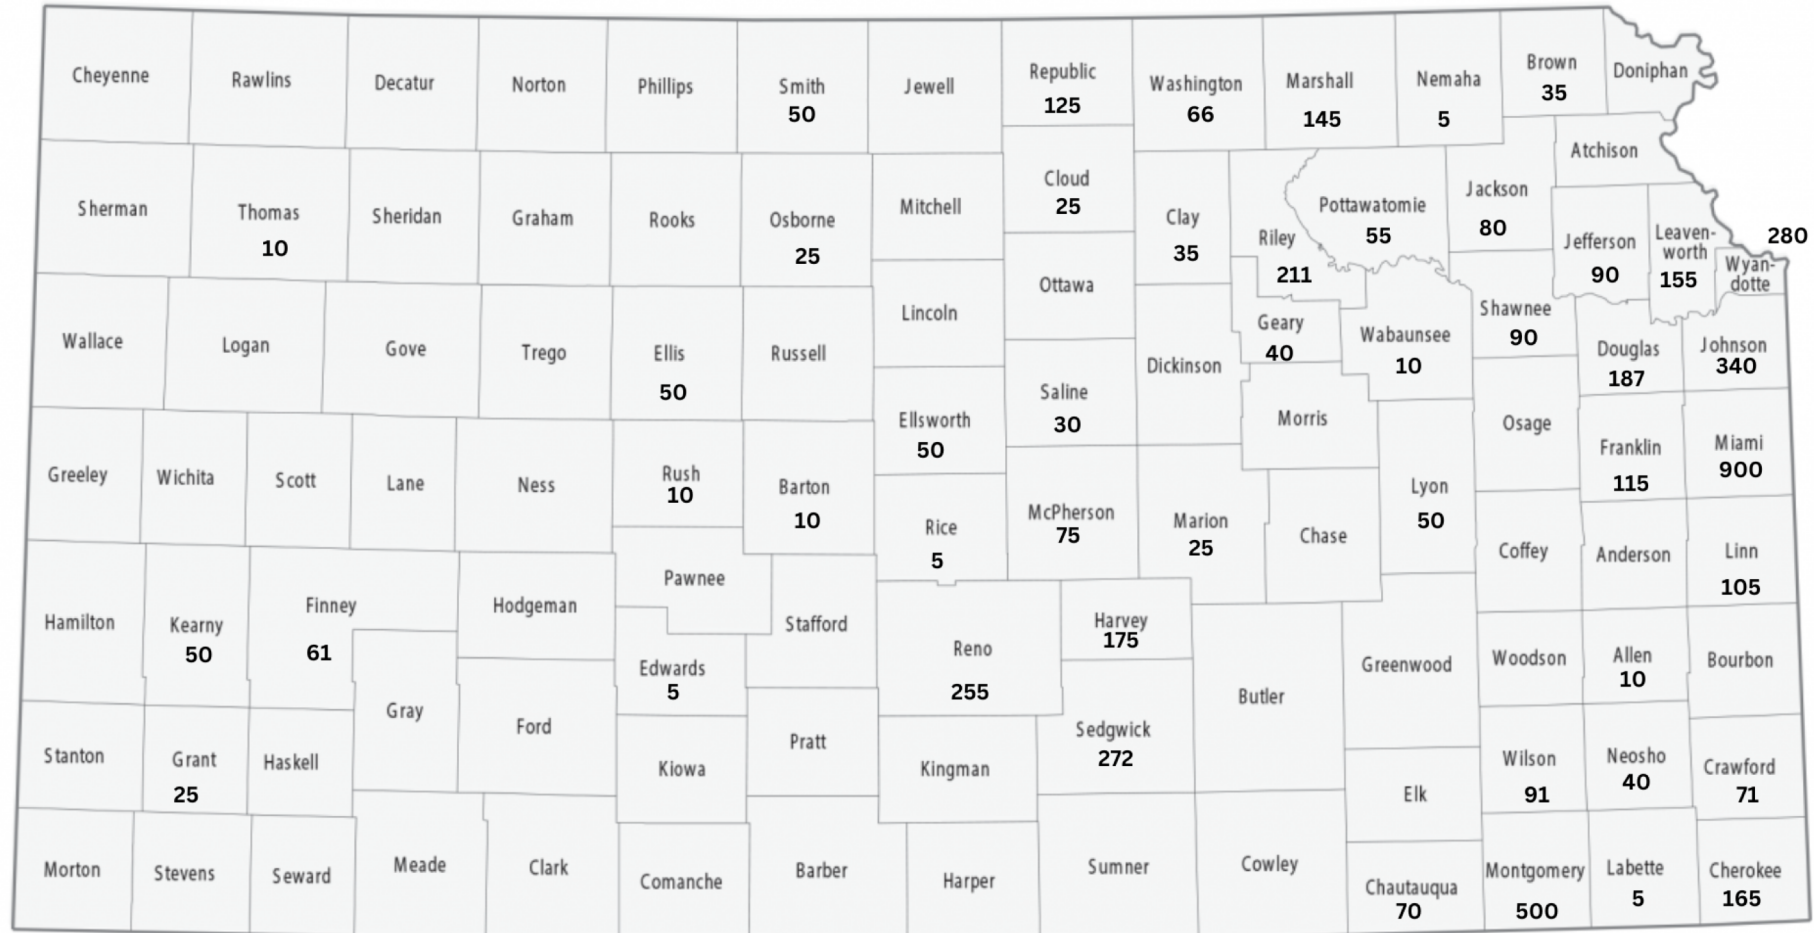 Cheyenne
Rawlins
Decatur
Norton
Phillips
Smith
50
Jewell
Republic
125
Washington
66
Marshall
145
Nemaha
5
Brown
35
Doniphan
Sherman
Thomas
10
Sheridan
Graham
Rooks
Osborne
25
Mitchell
Cloud
25
Clay
35
Riley
211
Pottawatomie
55
Jackson
80
Atchison
Jefferson
90
Leaven-
worth
155
280
Wyan-
dotte
Wallace
Logan
Gove
Trego
Ellis
50
Russell
Lincoln
Ottawa
Saline
30
Dickinson
Geary
40
Wabaunsee
10
Shawnee
90
Douglas
187
Johnson
340
Greeley
Wichita
Scott
Lane
Ness
Rush
10
Barton
10
Ellsworth
50
Rice
5
McPherson
75
Marion
25
Morris
Chase
Lyon
50
Osage
Franklin
115
Miami
900
Coffey
Anderson
Linn
105
Hamilton
Kearny
50
Finney
61
Hodgeman
Pawnee
Stafford
Edwards
5
Reno
255
Harvey
175
Sedgwick
272
Butler
Greenwood
Woodson
Allen
10
Bourbon
Stanton
Grant
25
Haskell
Gray
Ford
Kiowa
Pratt
Kingman
Elk
Wilson
91
Neosho
40
Crawford
71
Morton
Stevens
Seward
Meade
Clark
Comanche
Barber
Harper
Sumner
Cowley
Chautauqua
70
Montgomery
500
Labette
5
Cherokee
165